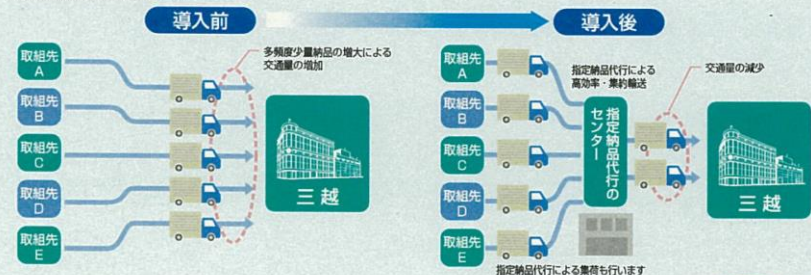 導入前
導入後
取組先
A
取組先
B
取組先
C
取組先
D
取組先
E
多頻度少量納品の増大による
交通量の増加
三越
取組先
A
取組先
B
取組先
C
取組先
D
取組先
E
指定納品代行による
高効率・集約輸送
指定納品代行の
センター
交通量の減少
三越
指定納品代行による集荷も行います